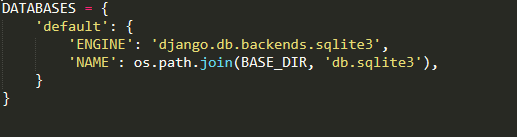 DATABASES = {
    'default': {
        'ENGINE': 'django.db.backends.sqlite3',
        'NAME': os.path.join(BASE_DIR, 'db.sqlite3'),
    }
}